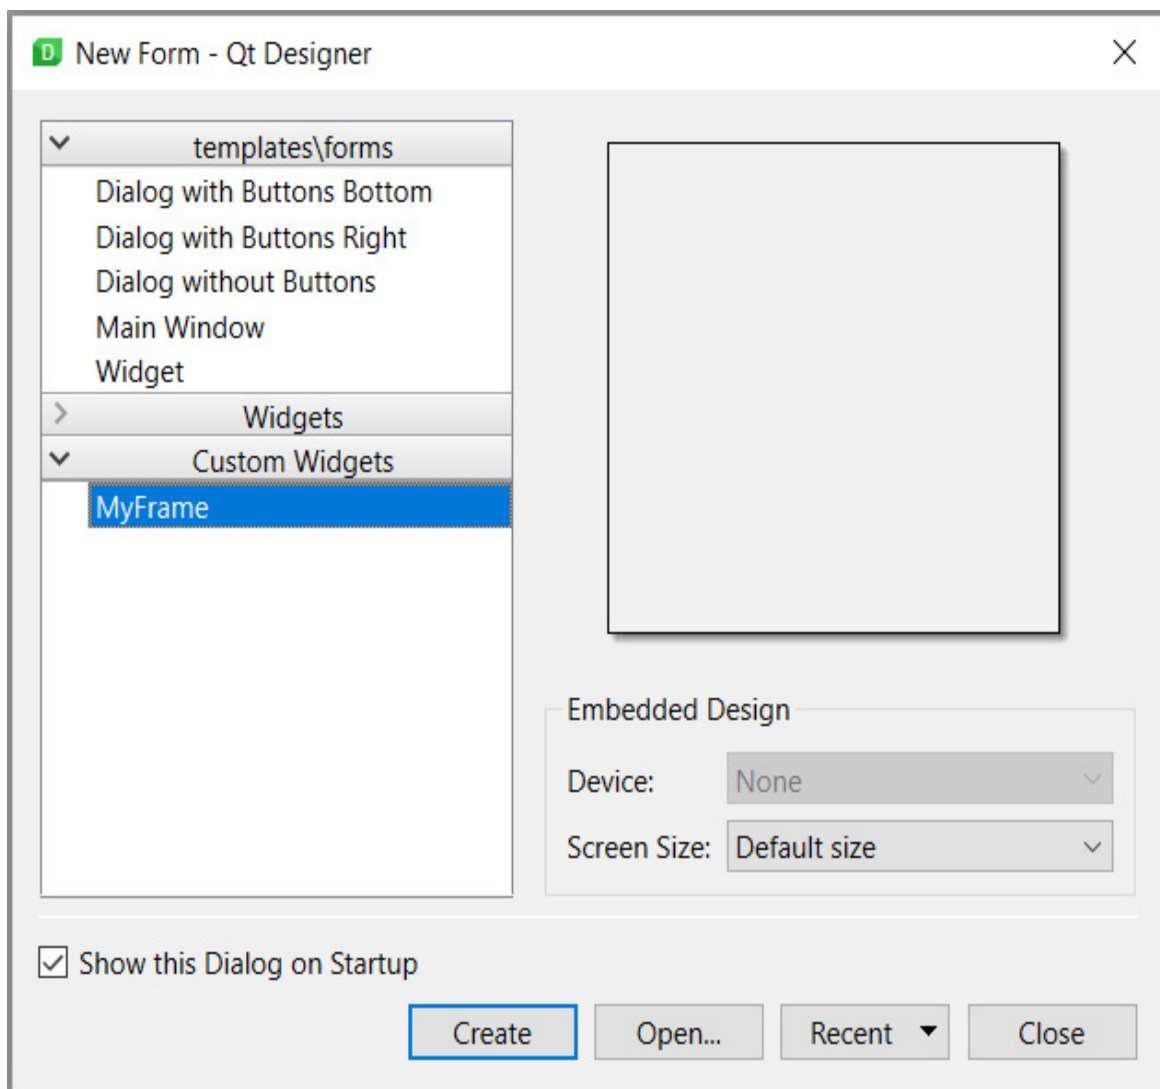 New Form - Qt Designer
templates\forms
Dialog with Buttons Bottom
Dialog with Buttons Right
Dialog without Buttons
Main Window
Widget
Widgets
Custom Widgets
MyFrame
Embedded Design
Device: None
Screen Size: Default size
Show this Dialog on Startup
Create Open... Recent Close